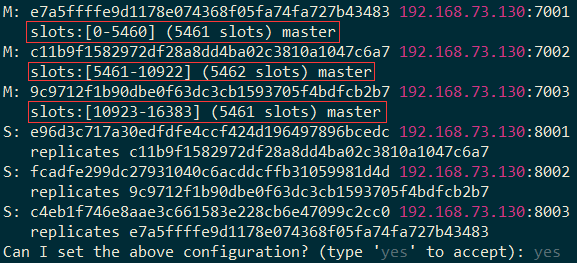 M: e7a5ffffe9d1178e074368f05fa74fa727b43483 192.168.73.130:7001
slots:[0-5460] (5461 slots) master
M: c11b9f1582972df28a8dd4ba02c3810a1047c6a7 192.168.73.130:7002
slots:[5461-10922] (5462 slots) master
M: 9c9712f1b90dbe0f63dc3cb1593705f4bdfcb2b7 192.168.73.130:7003
slots:[10923-16383] (5461 slots) master
S: e96d3c717a30edfdfe4ccf424d196497896bcedc 192.168.73.130:8001
replicates c11b9f1582972df28a8dd4ba02c3810a1047c6a7
S: fcadfe299dc27931040c6acddcffb31059981d4d 192.168.73.130:8002
replicates 9c9712f1b90dbe0f63dc3cb1593705f4bdfcb2b7
S: c4eb1f746e8aae3c661583e228cb6e47099c2cc0 192.168.73.130:8003
replicates e7a5ffffe9d1178e074368f05fa74fa727b43483
Can I set the above configuration? (type 'yes' to accept): yes